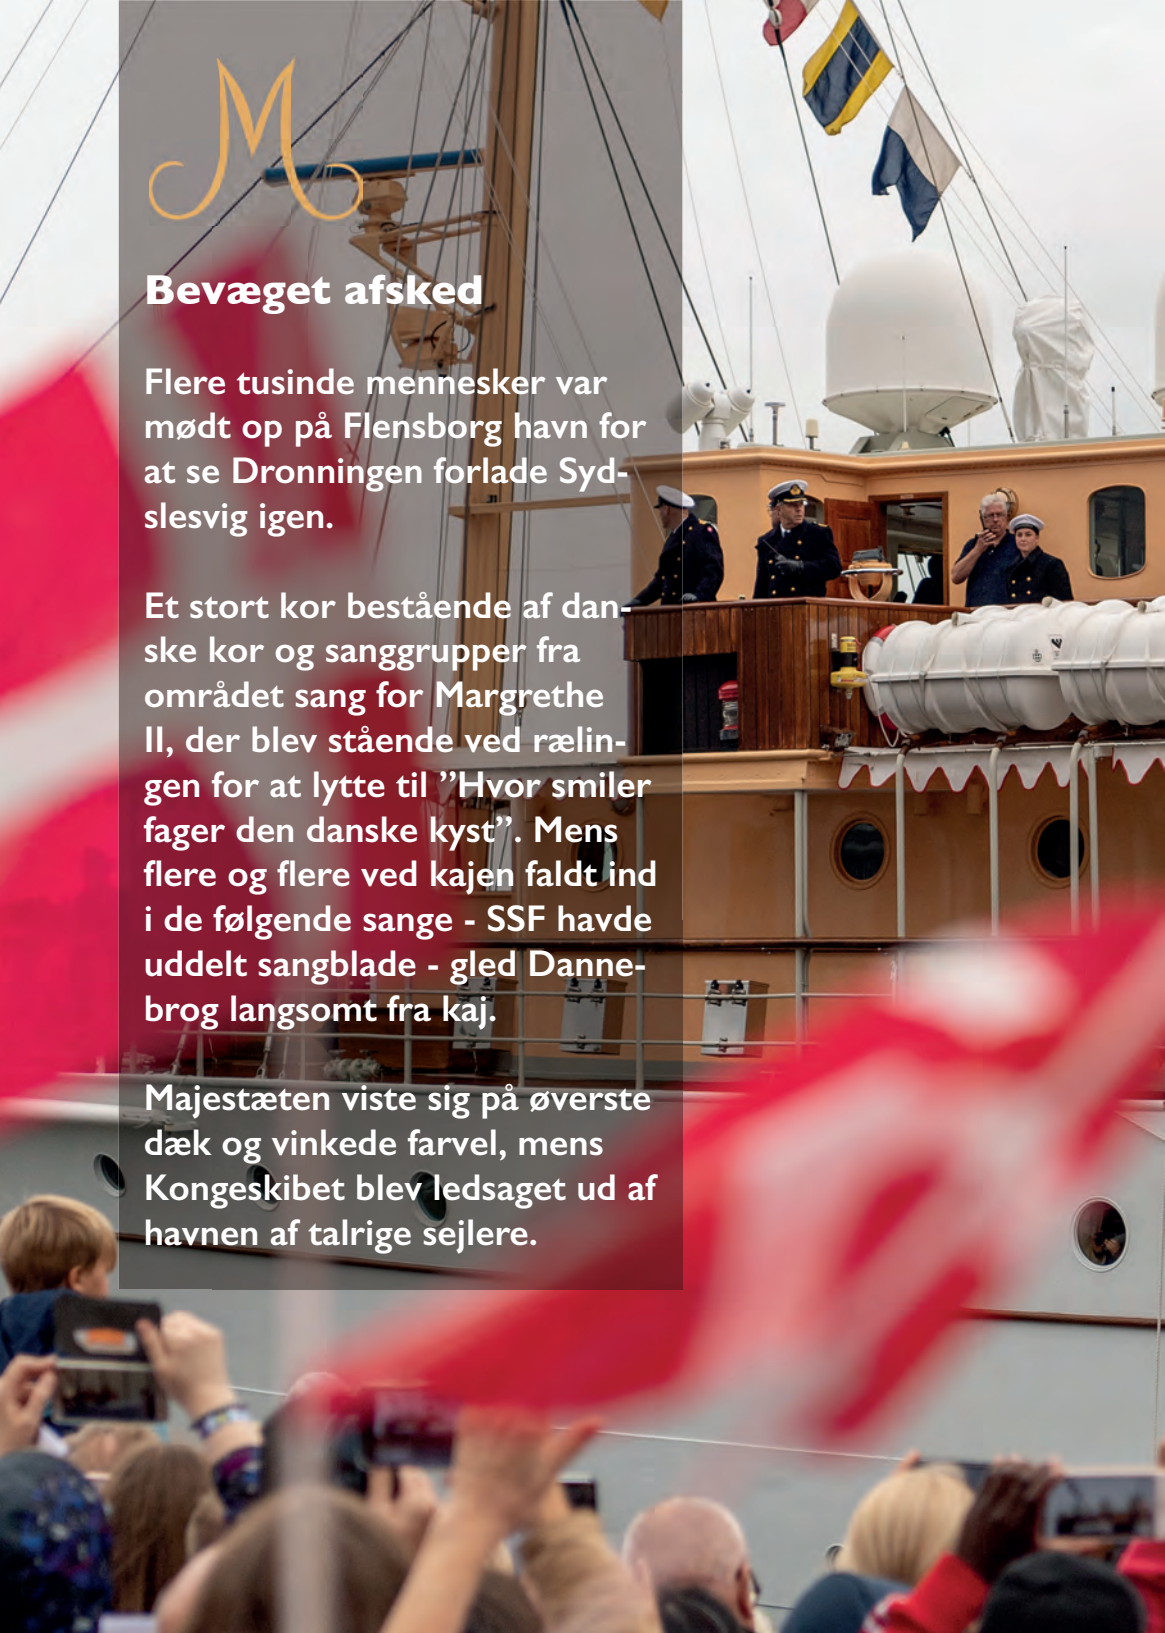 M
Bevæget afsked
Flere tusinde mennesker var
mødt op på Flensborg havn for
at se Dronningen forlade Syd-
slesvig igen.
Et stort kor bestående af dan-
ske kor og sanggrupper fra
området sang for Margrethe
II, der blev stående ved rælin-
gen for at lytte til ”Hvor smiler
fager den danske kyst”. Mens
flere og flere ved kajen faldt ind
i de følgende sange - SSF havde
uddelt sangblade - gled Danne-
brog langsomt fra kaj.
Majestæten viste sig på øverste
dæk og vinkede farvel, mens
Kongeskibet blev ledsaget ud af
havnen af talrige sejlere.